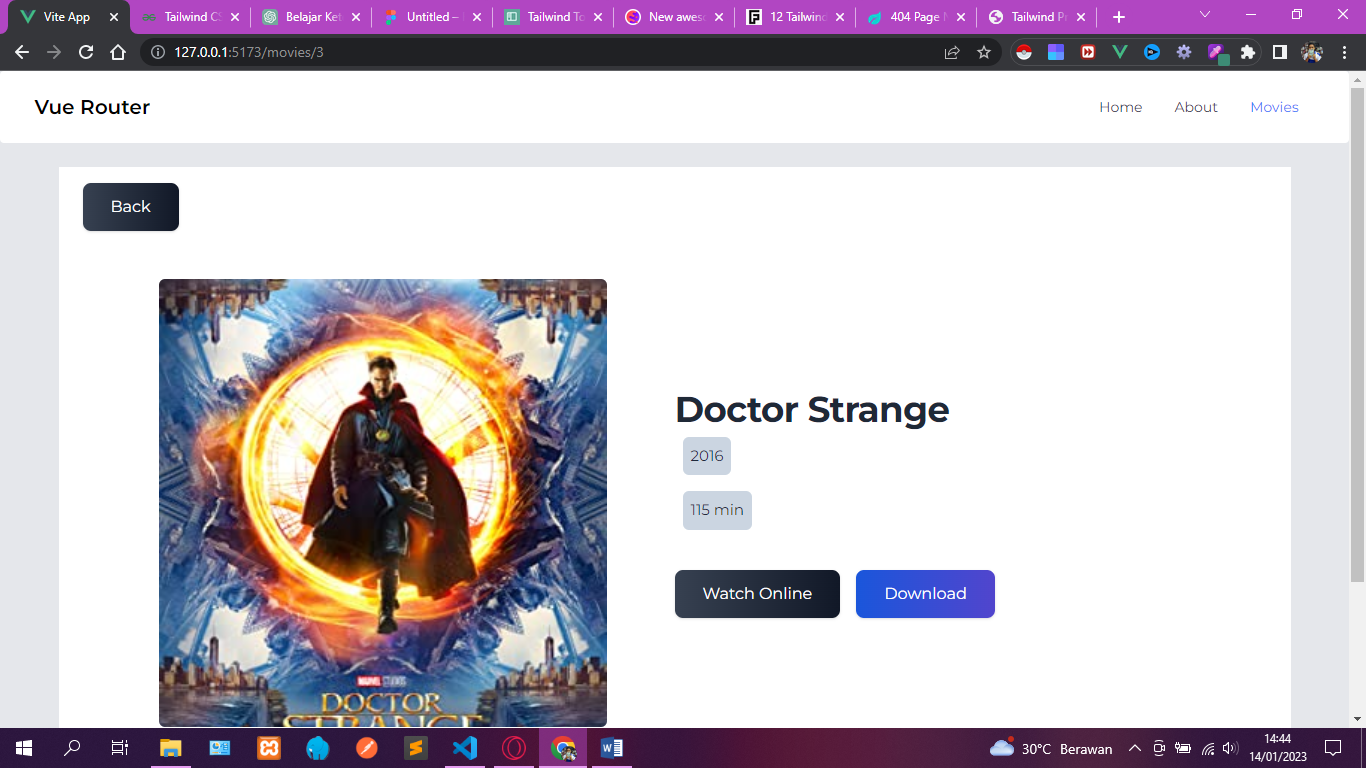 Vite App
Tailwind CS
Belajar Ket
Untitled –
Tailwind To
New awes
12 Tailwind
404 Page N
Tailwind Pr
127.0.0.1:5173/movies/3
Vue Router
Home
About
Movies
Back
Doctor Strange
2016
115 min
Watch Online
Download
MARVEL STUDIOS
DOCTOR
STRANGE
30°C Berawan
14:44
14/01/2023